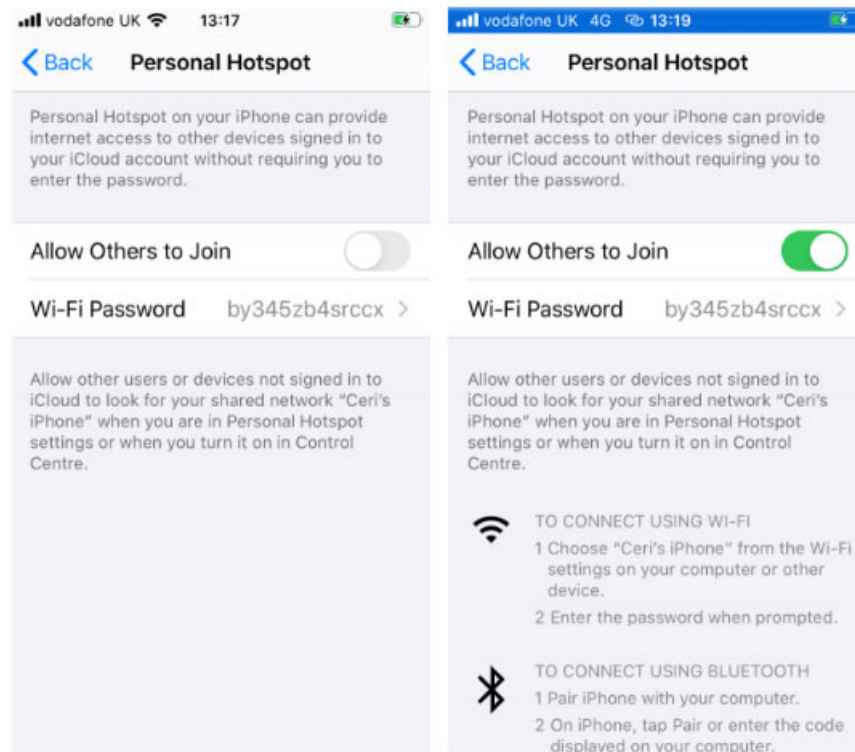 vodafone UK 13:17
Back Personal Hotspot
Personal Hotspot on your iPhone can provide
internet access to other devices signed in to
your iCloud account without requiring you to
enter the password.
Allow Others to Join
Wi-Fi Password by345zb4srccx
Allow other users or devices not signed in to
iCloud to look for your shared network “Ceri’s
iPhone” when you are in Personal Hotspot
settings or when you turn it on in Control
Centre.
vodafone UK 4G 13:19
Back Personal Hotspot
Personal Hotspot on your iPhone can provide
internet access to other devices signed in to
your iCloud account without requiring you to
enter the password.
Allow Others to Join
Wi-Fi Password by345zb4srccx
Allow other users or devices not signed in to
iCloud to look for your shared network “Ceri’s
iPhone” when you are in Personal Hotspot
settings or when you turn it on in Control
Centre.
TO CONNECT USING WI-FI
1 Choose “Ceri’s iPhone” from the Wi-Fi
settings on your computer or other
device.
2 Enter the password when prompted.
TO CONNECT USING BLUETOOTH
1 Pair iPhone with your computer.
2 On iPhone, tap Pair or enter the code
displayed on your computer.